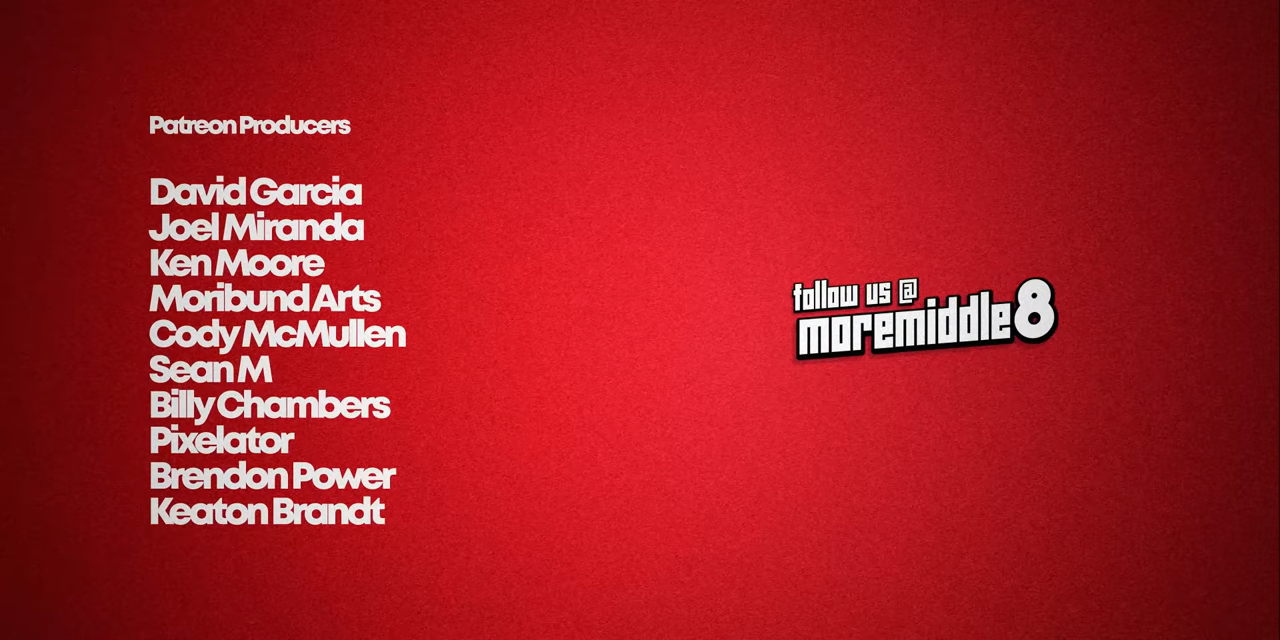 Patreon Producers
David Garcia
Joel Miranda
Ken Moore
Moribund Arts
Cody McMullen
Sean M
Billy Chambers
Pixelator
Brendon Power
Keaton Brandt
follow us @
moremiddle8